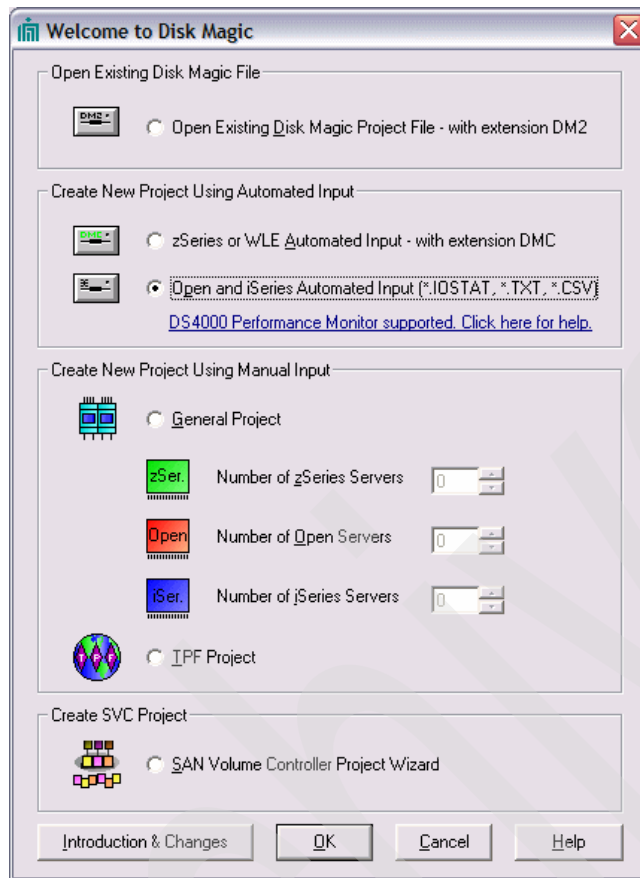 Welcome to Disk Magic
Open Existing Disk Magic File
DM2
Open Existing Disk Magic Project File - with extension DM2
Create New Project Using Automated Input
DMC
zSeries or WLE Automated Input - with extension DMC
Open and iSeries Automated Input (*.IOSTAT, *.TXT, *.CSV)
DS4000 Performance Monitor supported. Click here for help.
Create New Project Using Manual Input
General Project
zSer.
Number of zSeries Servers
0
Open
Number of Open Servers
0
iSer.
Number of iSeries Servers
0
TPF
TPF Project
Create SVC Project
SAN Volume Controller Project Wizard
Introduction & Changes
OK
Cancel
Help